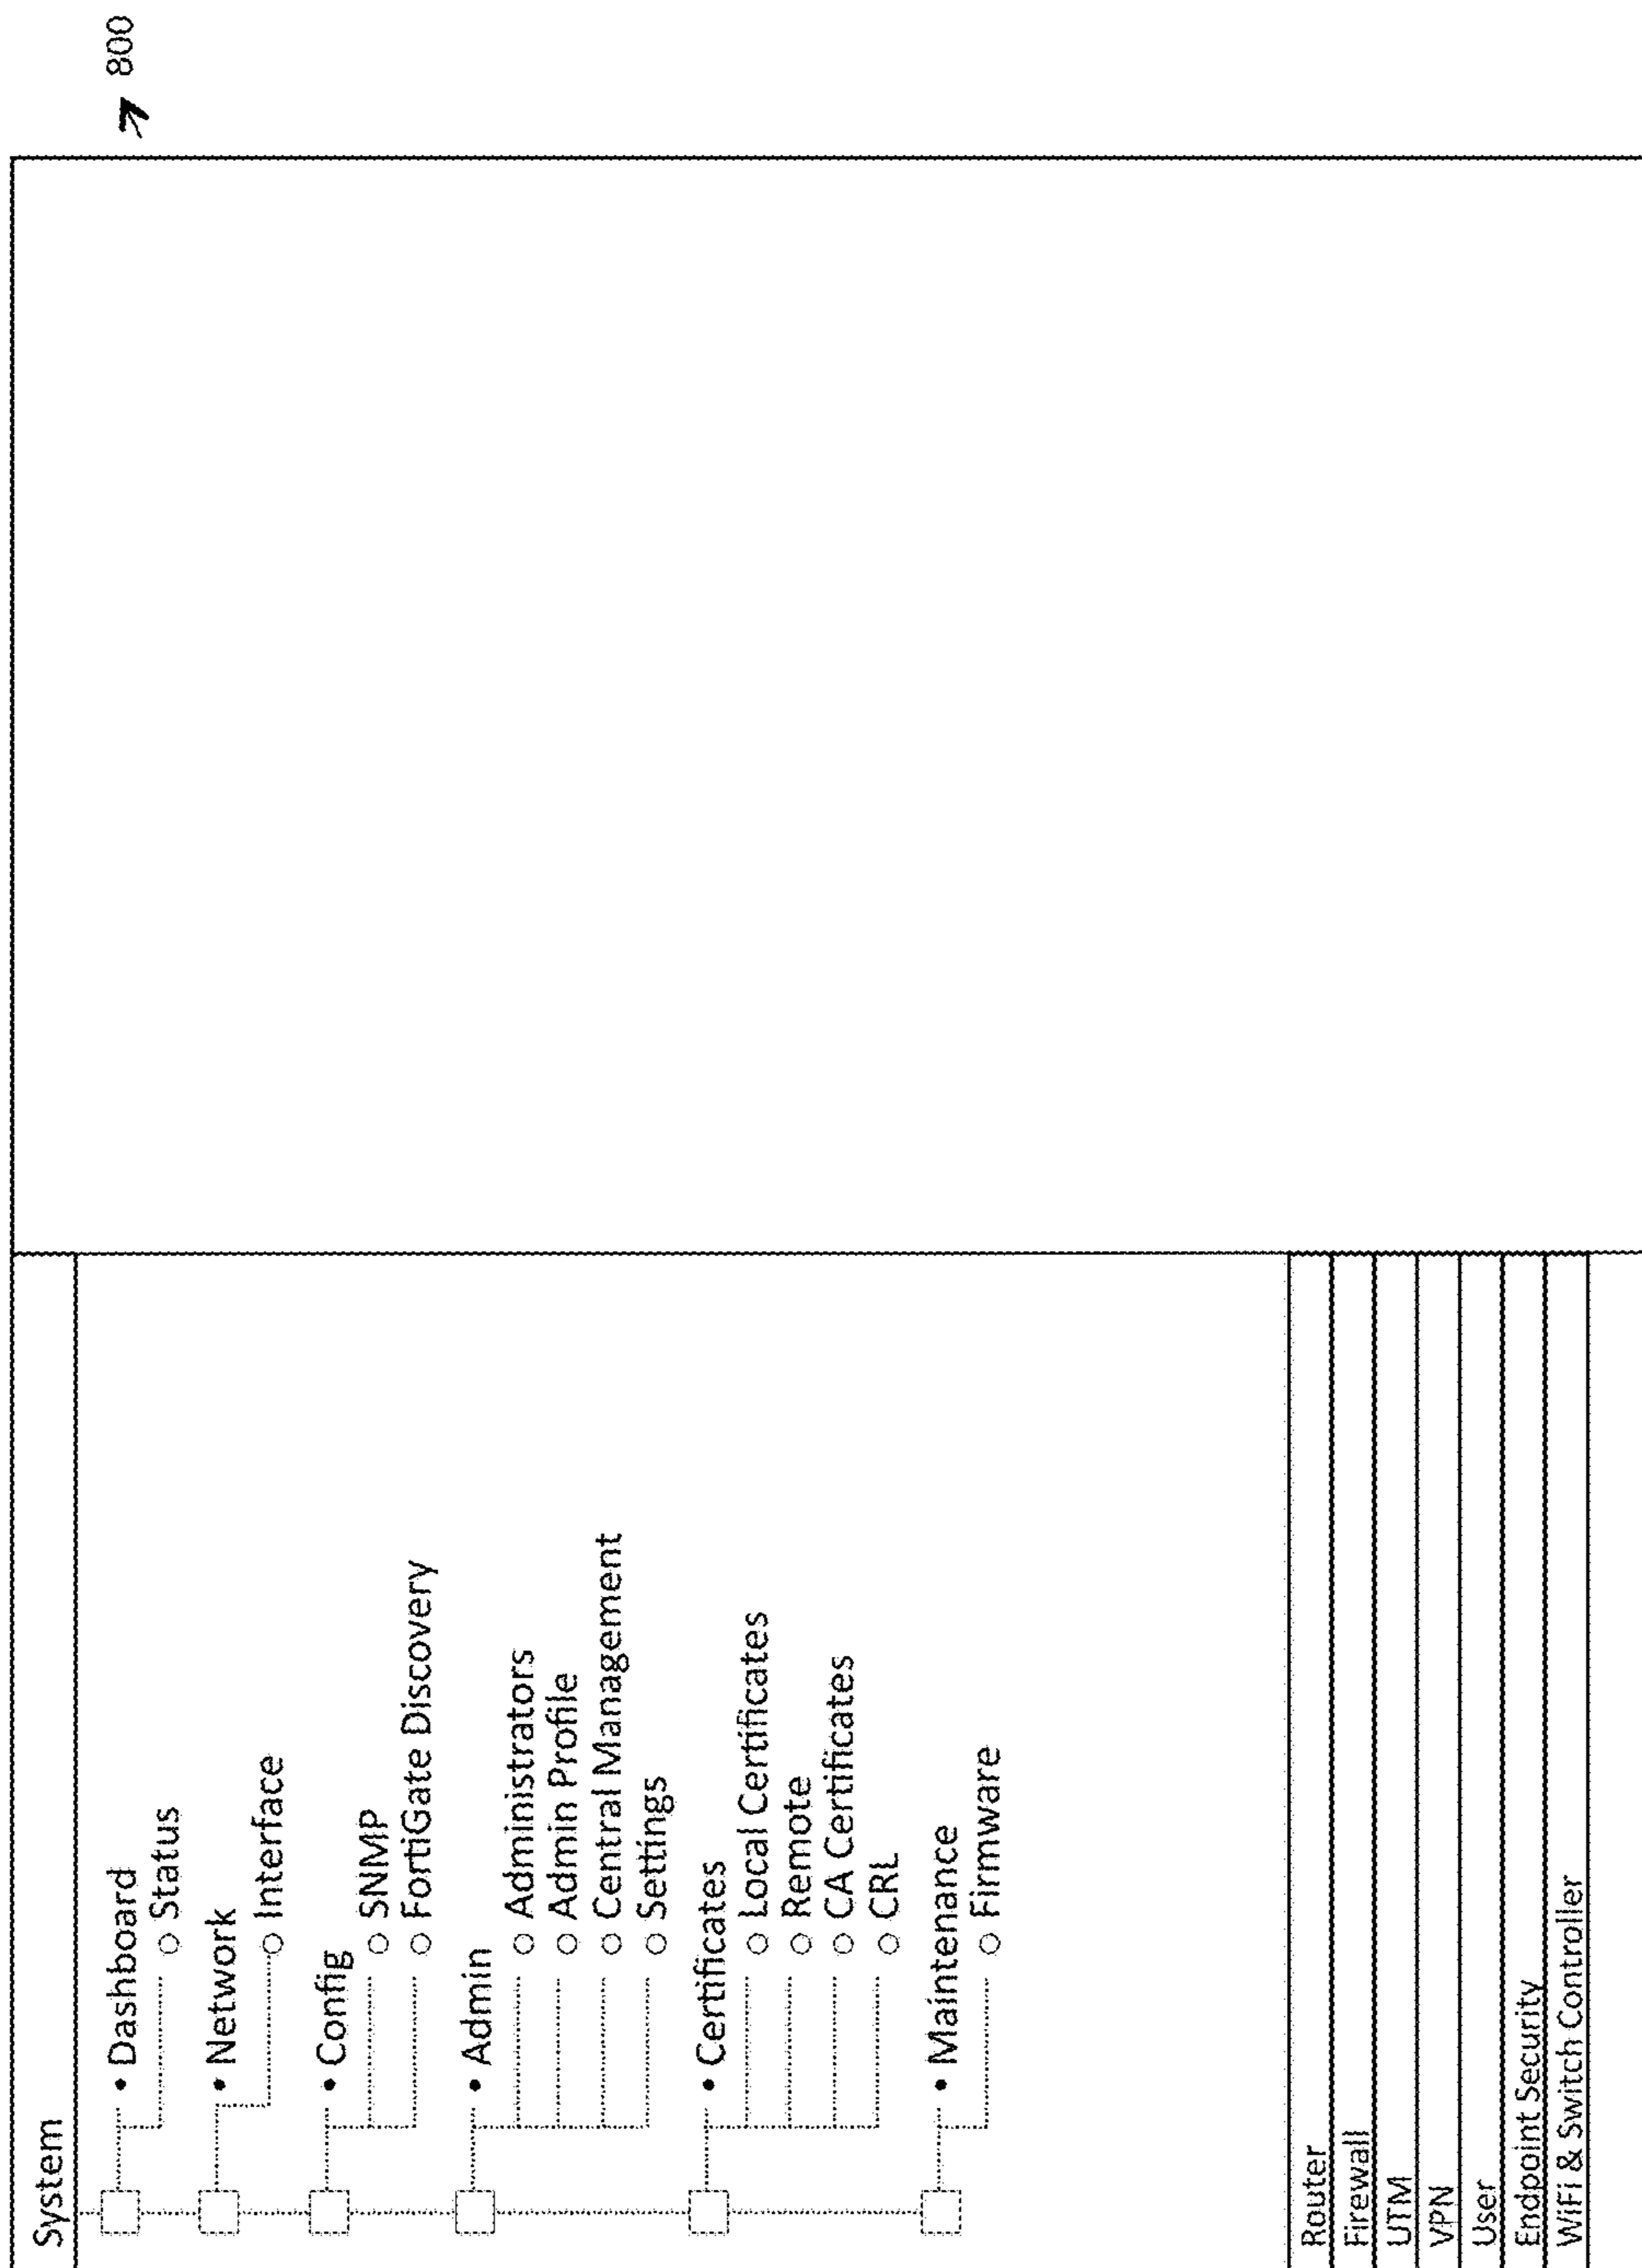 800
System
• Dashboard
○ Status
• Network
○ Interface
• Config
○ SNMP
○ FortiGate Discovery
• Admin
○ Administrators
○ Admin Profile
○ Central Management
○ Settings
• Certificates
○ Local Certificates
○ Remote
○ CA Certificates
○ CRL
• Maintenance
○ Firmware
Router
Firewall
UTM
VPN
User
Endpoint Security
WiFi & Switch Controller